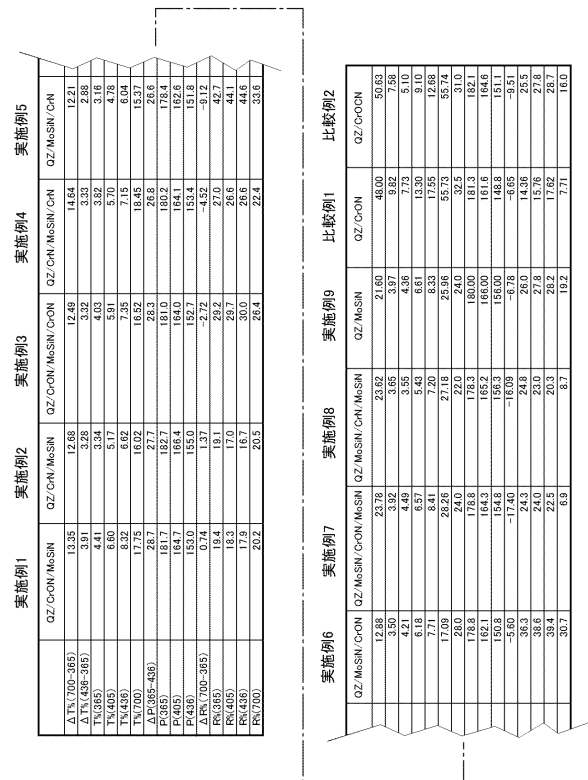 実施例1 実施例2 実施例3 実施例4 実施例5
QZ/CrON/MoSiN QZ/CrN/MoSiN QZ/CrON/MoSiN/CrON QZ/CrN/MoSiN/CrN QZ/MoSiN/CrN
ΔT%(700-365) 13.35 12.68 12.49 14.64 12.21
ΔT%(436-365) 3.91 3.28 3.32 3.33 2.88
T%(365) 4.41 3.34 4.03 3.82 3.16
T%(405) 6.60 5.17 5.91 5.70 4.78
T%(436) 8.32 6.62 7.35 7.15 6.04
T%(700) 17.75 16.02 16.52 18.45 15.37
ΔP(365-436) 28.7 27.7 28.3 26.8 26.6
P(365) 181.7 182.7 181.0 180.2 178.4
P(405) 164.7 166.4 164.0 164.1 162.6
P(436) 153.0 155.0 152.7 153.4 151.8
ΔR%(700-365) 0.74 1.37 -2.72 -4.52 -9.12
R%(365) 19.4 19.1 29.2 27.0 42.7
R%(405) 18.3 17.0 29.7 26.6 44.1
R%(436) 17.9 16.7 30.0 26.6 44.6
R%(700) 20.2 20.5 26.4 22.4 33.6
実施例6 実施例7 実施例8 実施例9 比較例1 比較例2
QZ/MoSiN/CrON QZ/MoSiN/CrON/MoSiN QZ/MoSiN/CrN/MoSiN QZ/MoSiN QZ/CrON QZ/CrOCN
12.88 23.78 23.62 21.60 48.00 50.63
3.50 3.92 3.65 3.97 9.82 7.58
4.21 4.49 3.55 4.36 7.73 5.10
6.18 6.57 5.43 6.61 13.30 9.10
7.71 8.41 7.20 8.33 17.55 12.68
17.09 28.26 27.18 25.96 55.73 55.74
28.0 24.0 22.0 24.0 32.5 31.0
178.8 178.8 178.3 180.00 181.3 182.1
162.1 164.3 165.2 166.00 161.6 164.6
150.8 154.8 156.3 156.00 148.8 151.1
-5.60 -17.40 -16.09 -6.78 -6.65 -9.51
36.3 24.3 24.8 26.0 14.36 25.5
38.6 24.0 23.0 27.8 15.76 27.8
39.4 22.5 20.3 28.2 17.62 28.7
30.7 6.9 8.7 19.2 7.71 16.0